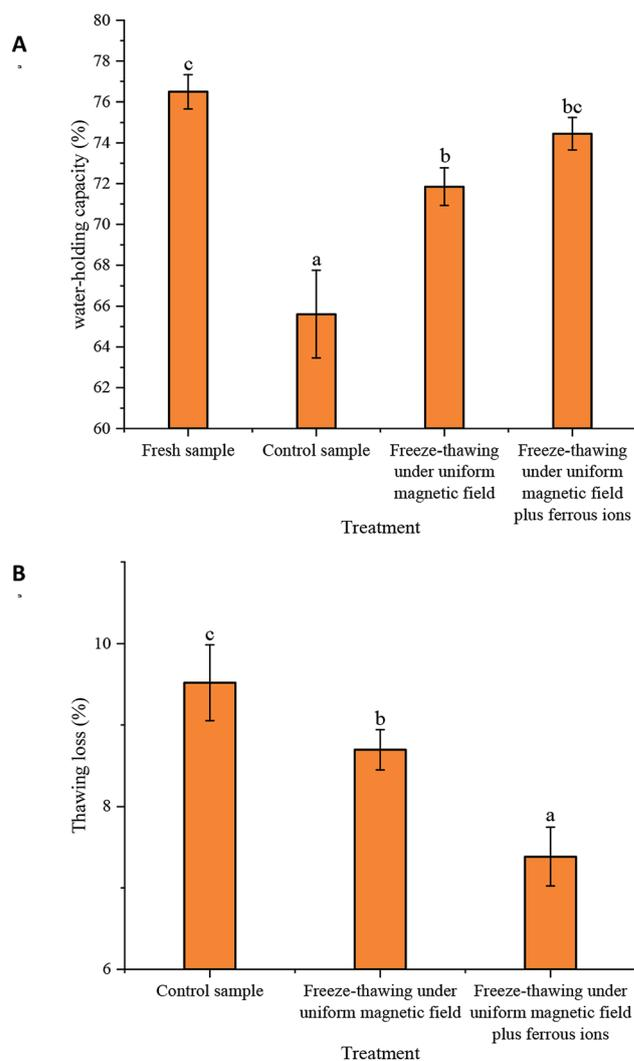 A
80
78
76
74
72
70
68
66
64
62
60
water-holding capacity (%)
c
a
b
bc
Fresh sample
Control sample
Freeze-thawing
under uniform
magnetic field
Freeze-thawing
under uniform
magnetic field
plus ferrous ions
Treatment
B
10
8
6
Thawing loss (%)
c
b
a
Control sample
Freeze-thawing under
uniform magnetic field
Freeze-thawing under
uniform magnetic field
plus ferrous ions
Treatment